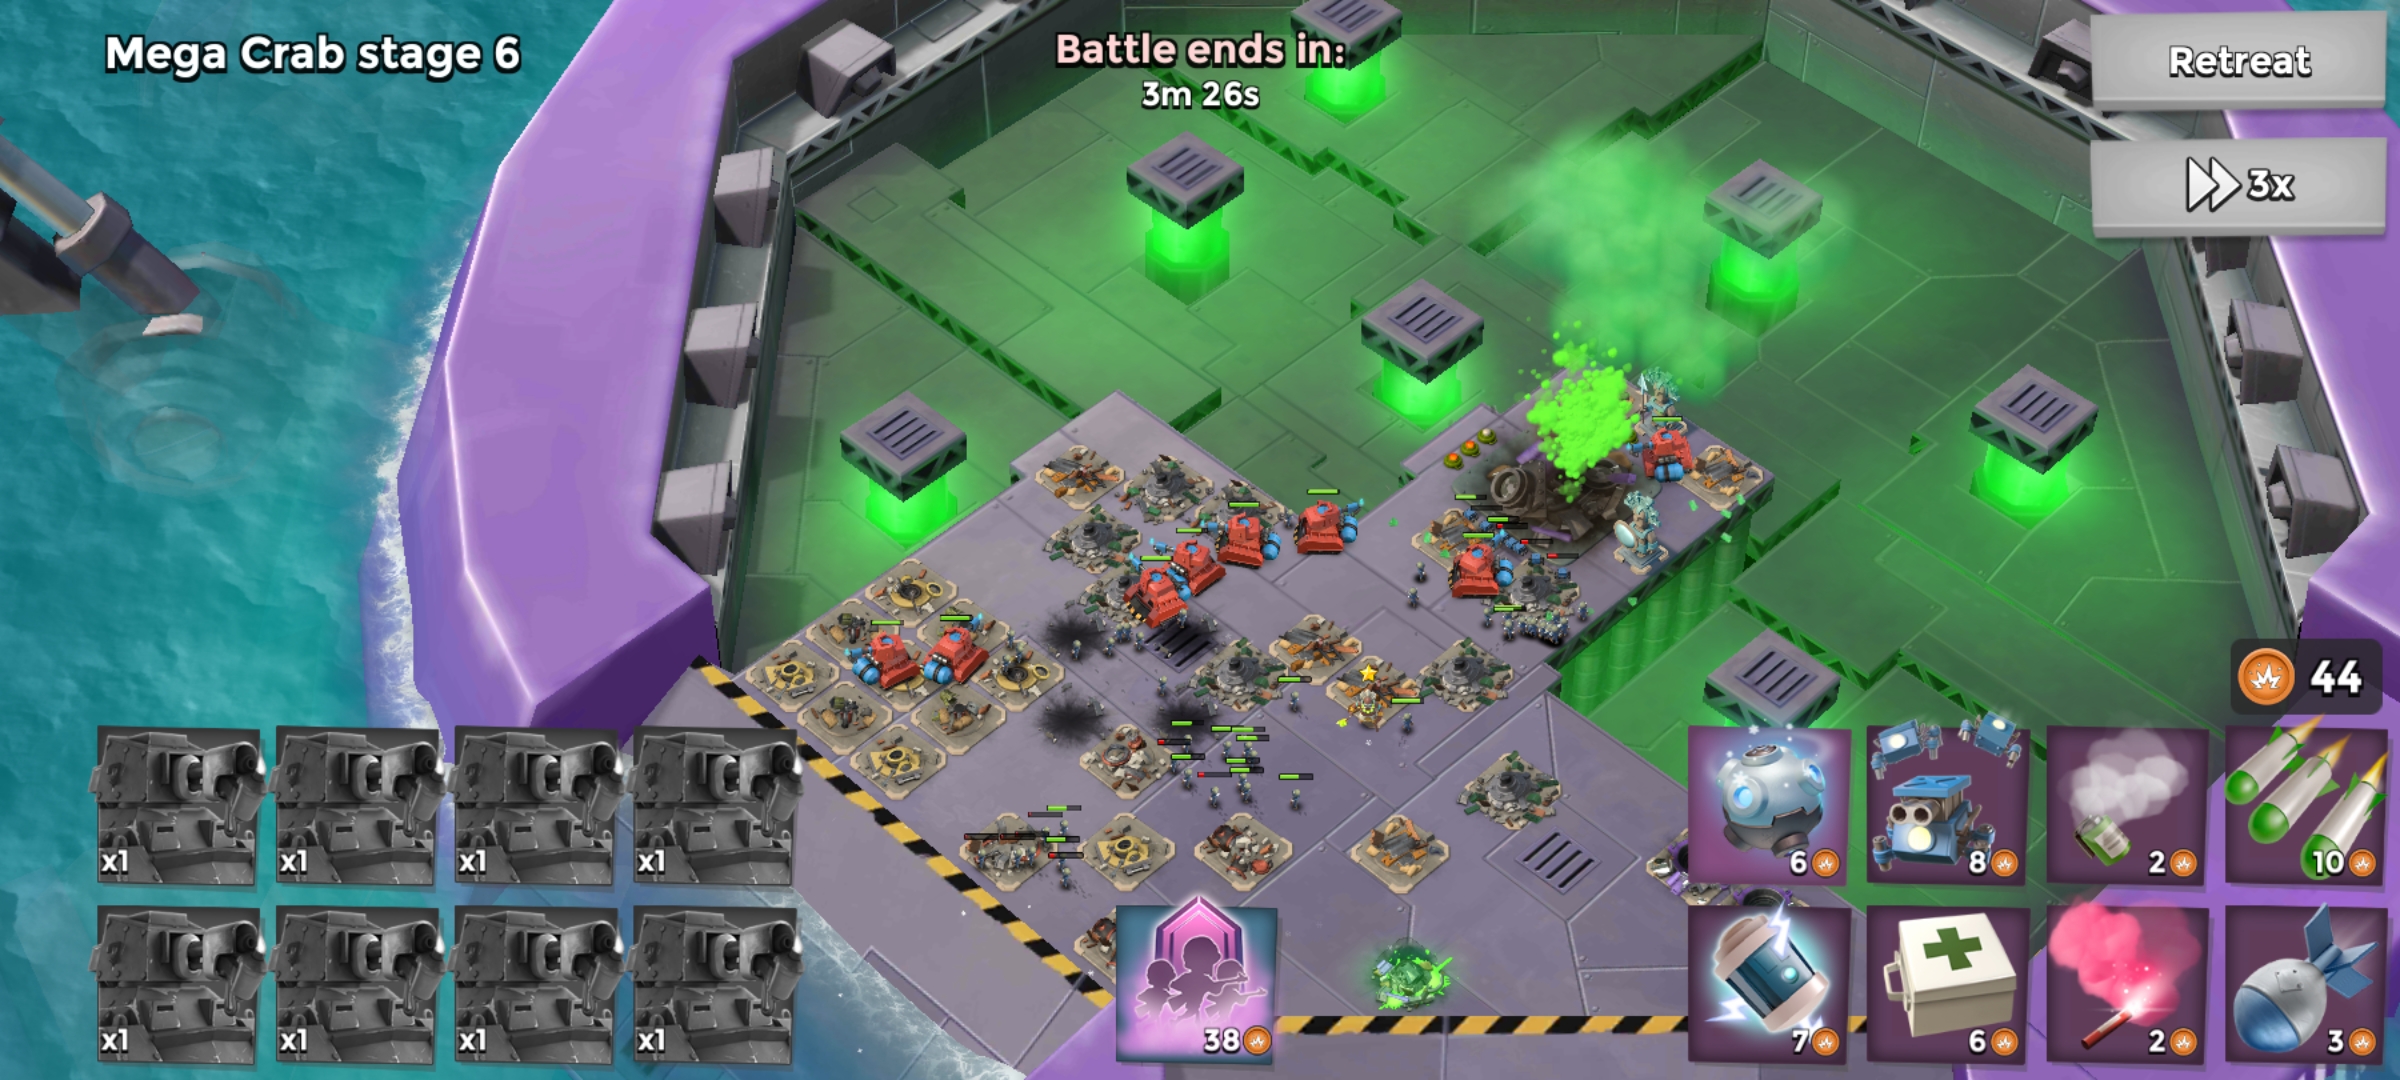 Mega Crab stage 6
Battle ends in:
3m 26s
Retreat
3x
44
x1
x1
x1
x1
6
8
2
10
x1
x1
x1
x1
38
7
6
2
3